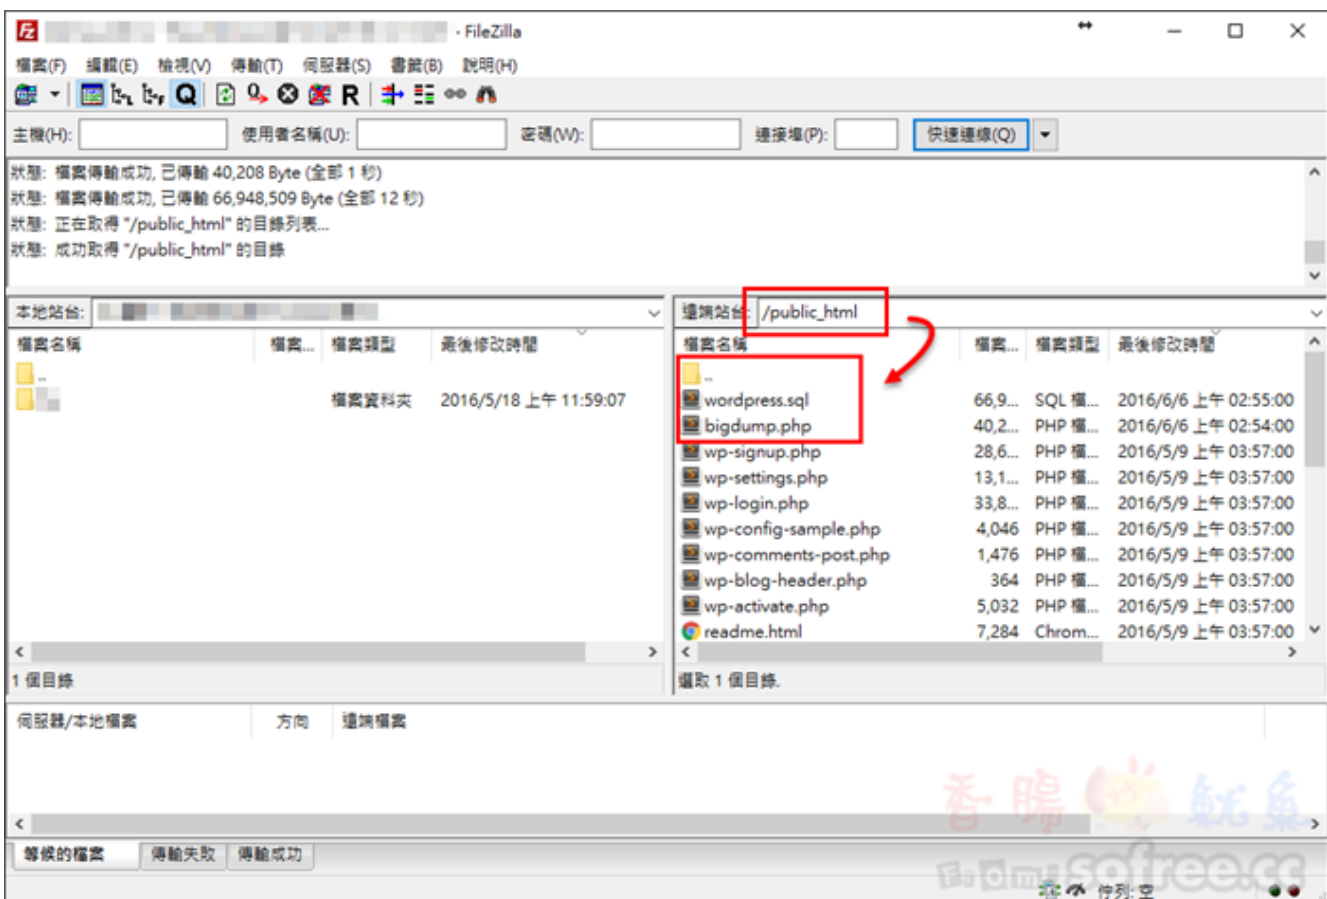 - FileZilla
檔案(F) 編輯(E) 檢視(V) 傳輸(T) 伺服器(S) 書籤(B) 說明(H)
主機(H): 使用者名稱(U): 密碼(W): 連接埠(P): 快速連線(Q)
狀態: 檔案傳輸成功, 已傳輸 40,208 Byte (全部 1 秒)
狀態: 檔案傳輸成功, 已傳輸 66,948,509 Byte (全部 12 秒)
狀態: 正在取得 "/public_html" 的目錄列表...
狀態: 成功取得 "/public_html" 的目錄
本地站台: 遠端站台: /public_html
檔案名稱 檔案... 檔案類型 最後修改時間 檔案名稱 檔案... 檔案類型 最後修改時間
.. ..
檔案資料夾 2016/5/18 上午 11:59:07 wordpress.sql 66,9... SQL 檔... 2016/6/6 上午 02:55:00
bigdump.php 40,2... PHP 檔... 2016/6/6 上午 02:54:00
wp-signup.php 28,6... PHP 檔... 2016/5/9 上午 03:57:00
wp-settings.php 13,1... PHP 檔... 2016/5/9 上午 03:57:00
wp-login.php 33,8... PHP 檔... 2016/5/9 上午 03:57:00
wp-config-sample.php 4,046 PHP 檔... 2016/5/9 上午 03:57:00
wp-comments-post.php 1,476 PHP 檔... 2016/5/9 上午 03:57:00
wp-blog-header.php 364 PHP 檔... 2016/5/9 上午 03:57:00
wp-activate.php 5,032 PHP 檔... 2016/5/9 上午 03:57:00
readme.html 7,284 Chrom... 2016/5/9 上午 03:57:00
1 個目錄 選取 1 個目錄.
伺服器/本地檔案 方向 遠端檔案
香腸 魷魚
等候的檔案 傳輸失敗 傳輸成功
From: sofree.cc
佇列: 空